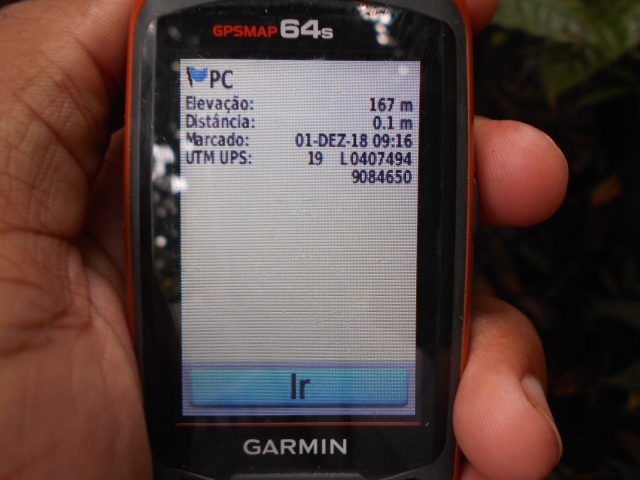 GPSMAP 64s
PC
Elevação: 167 m
Distância: 0.1 m
Marcado: 01-DEZ-18 09:16
UTM UPS: 19 L 0407494
9084650
Ir
GARMIN